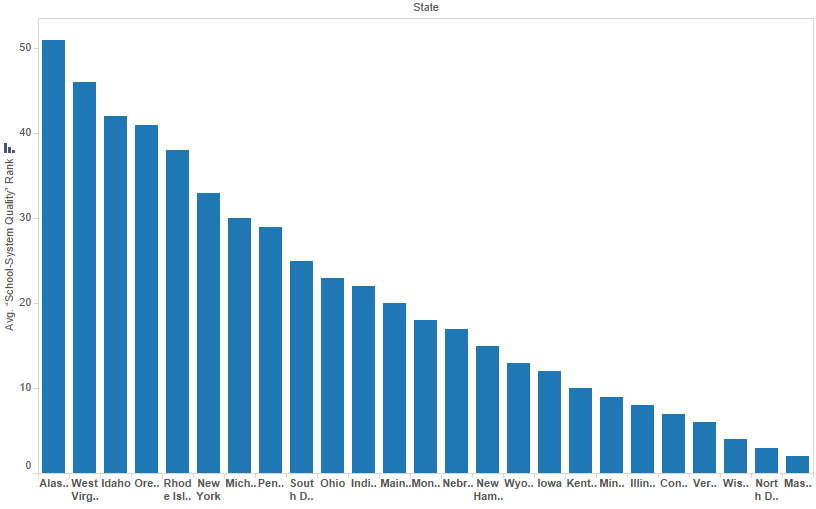 State
50
40
30
20
10
0
Avg. “School-System Quality” Rank
Alas..
West
Virg..
Idaho
Ore..
Rhod
e Isl..
New
York
Mich..
Pen..
Sout
h D..
Ohio
Indi..
Main..
Mon..
Nebr..
New
Ham..
Wyo..
Iowa
Kent..
Min..
Illin..
Con..
Ver..
Wis..
Nort
h D..
Mas..